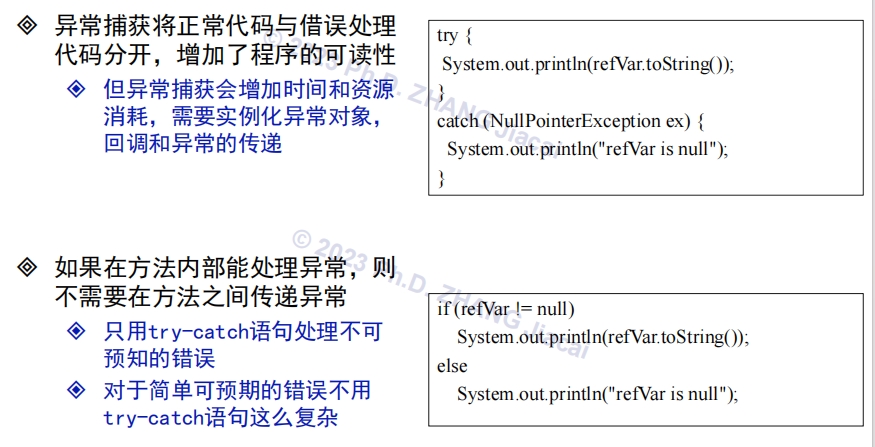 异常捕获将正常代码与借误处理
代码分开，增加了程序的可读性
但异常捕获会增加时间和资源
消耗，需要实例化异常对象，
回调和异常的传递
try {
System.out.println(refVar.toString());
}
catch (NullPointerException ex) {
System.out.println("refVar is null");
}
如果在方法内部能处理异常，则
不需要在方法之间传递异常
只用try-catch语句处理不可
预知的错误
对于简单可预期的错误不用
try-catch语句这么复杂
if (refVar != null)
System.out.println(refVar.toString());
else
System.out.println("refVar is null");
© 2023 Ph.D. ZHANG Jiacai
© 2023 Ph.D. ZHANG Jiacai